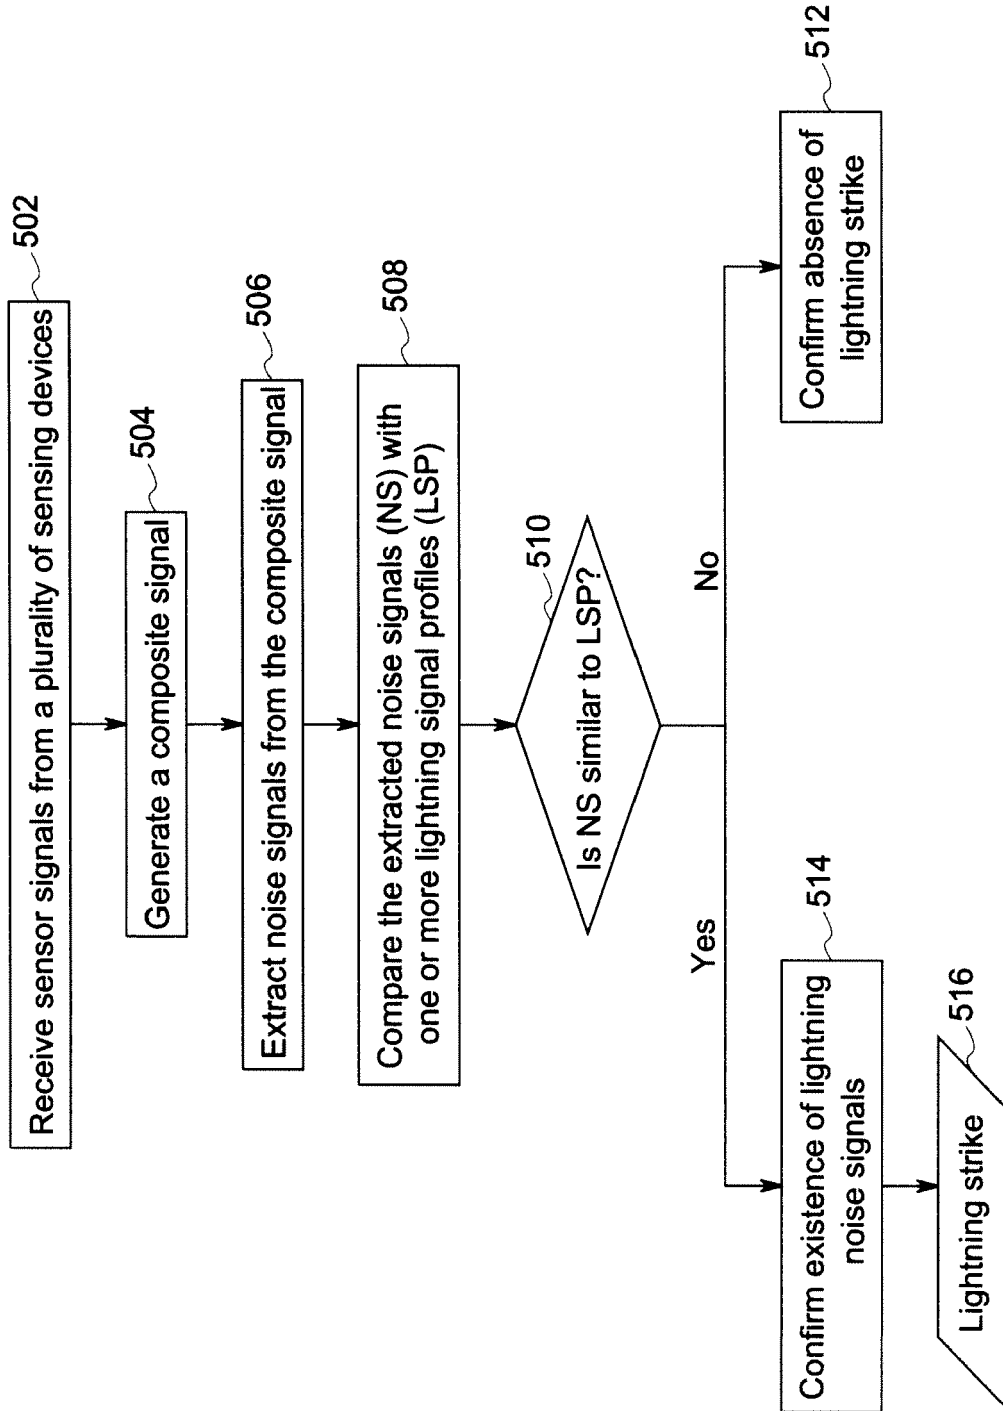 Receive sensor signals from a plurality of sensing devices
502
Generate a composite signal
504
Extract noise signals from the composite signal
506
Compare the extracted noise signals (NS) with
one or more lightning signal profiles (LSP)
508
Is NS similar to LSP?
510
Yes
No
Confirm existence of lightning
noise signals
514
Confirm absence of
lightning strike
512
Lightning strike
516